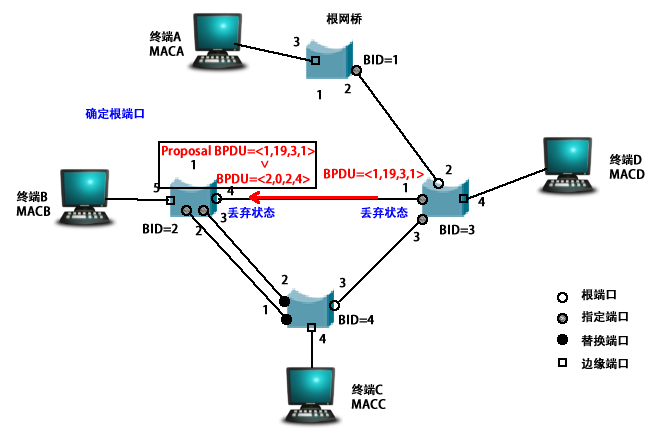 根网桥
终端A
MACA
3
BID=1
1
2
确定根端口
Proposal BPDU=<1,19,3,1>
1
∨
BPDU=<2,0,2,4>
BPDU=<1,19,3,1>
终端B
MACB
5
4
3
2
BID=2
丢弃状态
丢弃状态
1
2
4
3
BID=3
终端D
MACD
2
1
3
4
BID=4
终端C
MACC
根端口
指定端口
替换端口
边缘端口